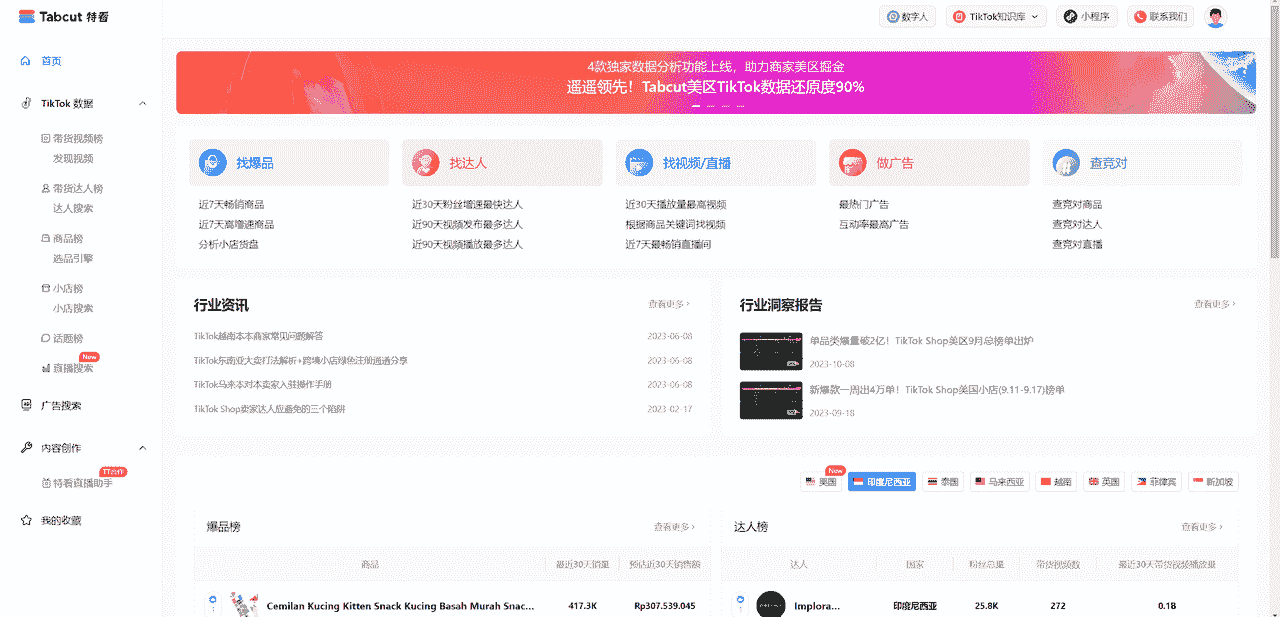 Tabcut 特看
数字人
TikTok知识库
小程序
联系我们
首页
TikTok 数据
带货视频榜
发现视频
带货达人榜
达人搜索
商品榜
选品引擎
小店榜
小店搜索
话题榜
New
直播搜索
广告搜索
内容创作
TT合作
特看直播助手
我的收藏
4款独家数据分析功能上线，助力商家美区掘金
遥遥领先！Tabcut美区TikTok数据还原度90%
找爆品
近7天畅销商品
近7天高增速商品
分析小店货盘
找达人
近30天粉丝增速最快达人
近90天视频发布最多达人
近90天视频播放最多达人
找视频/直播
近30天播放量最高视频
根据商品关键词找视频
近7天最畅销直播间
做广告
最热门广告
互动率最高广告
查竞对
查竞对商品
查竞对达人
查竞对直播
行业资讯
查看更多 ›
TikTok越南本本商家常见问题解答 2023-06-08
TikTok东南亚大卖打法解析+跨境小店绿色注册通道分享 2023-06-08
TikTok马来本对本卖家入驻操作手册 2023-06-08
TikTok Shop卖家达人应避免的三个陷阱 2023-02-17
行业洞察报告
查看更多 ›
单品类爆量破2亿！TikTok Shop美区9月总榜单出炉
2023-10-08
新爆款一周出4万单！TikTok Shop美国小店(9.11-9.17)榜单
2023-09-18
New
美国
印度尼西亚
泰国
马来西亚
越南
英国
菲律宾
新加坡
爆品榜
查看更多 ›
商品 最近30天销量 预估近30天销售额
1 Cemilan Kucing Kitten Snack Kucing Basah Murah Snac... 417.3K Rp307.539.045
达人榜
查看更多 ›
达人 国家 粉丝总量 带货视频数 最近30天带货视频播放量
1 Implora... 印度尼西亚 25.8K 272 0.1B